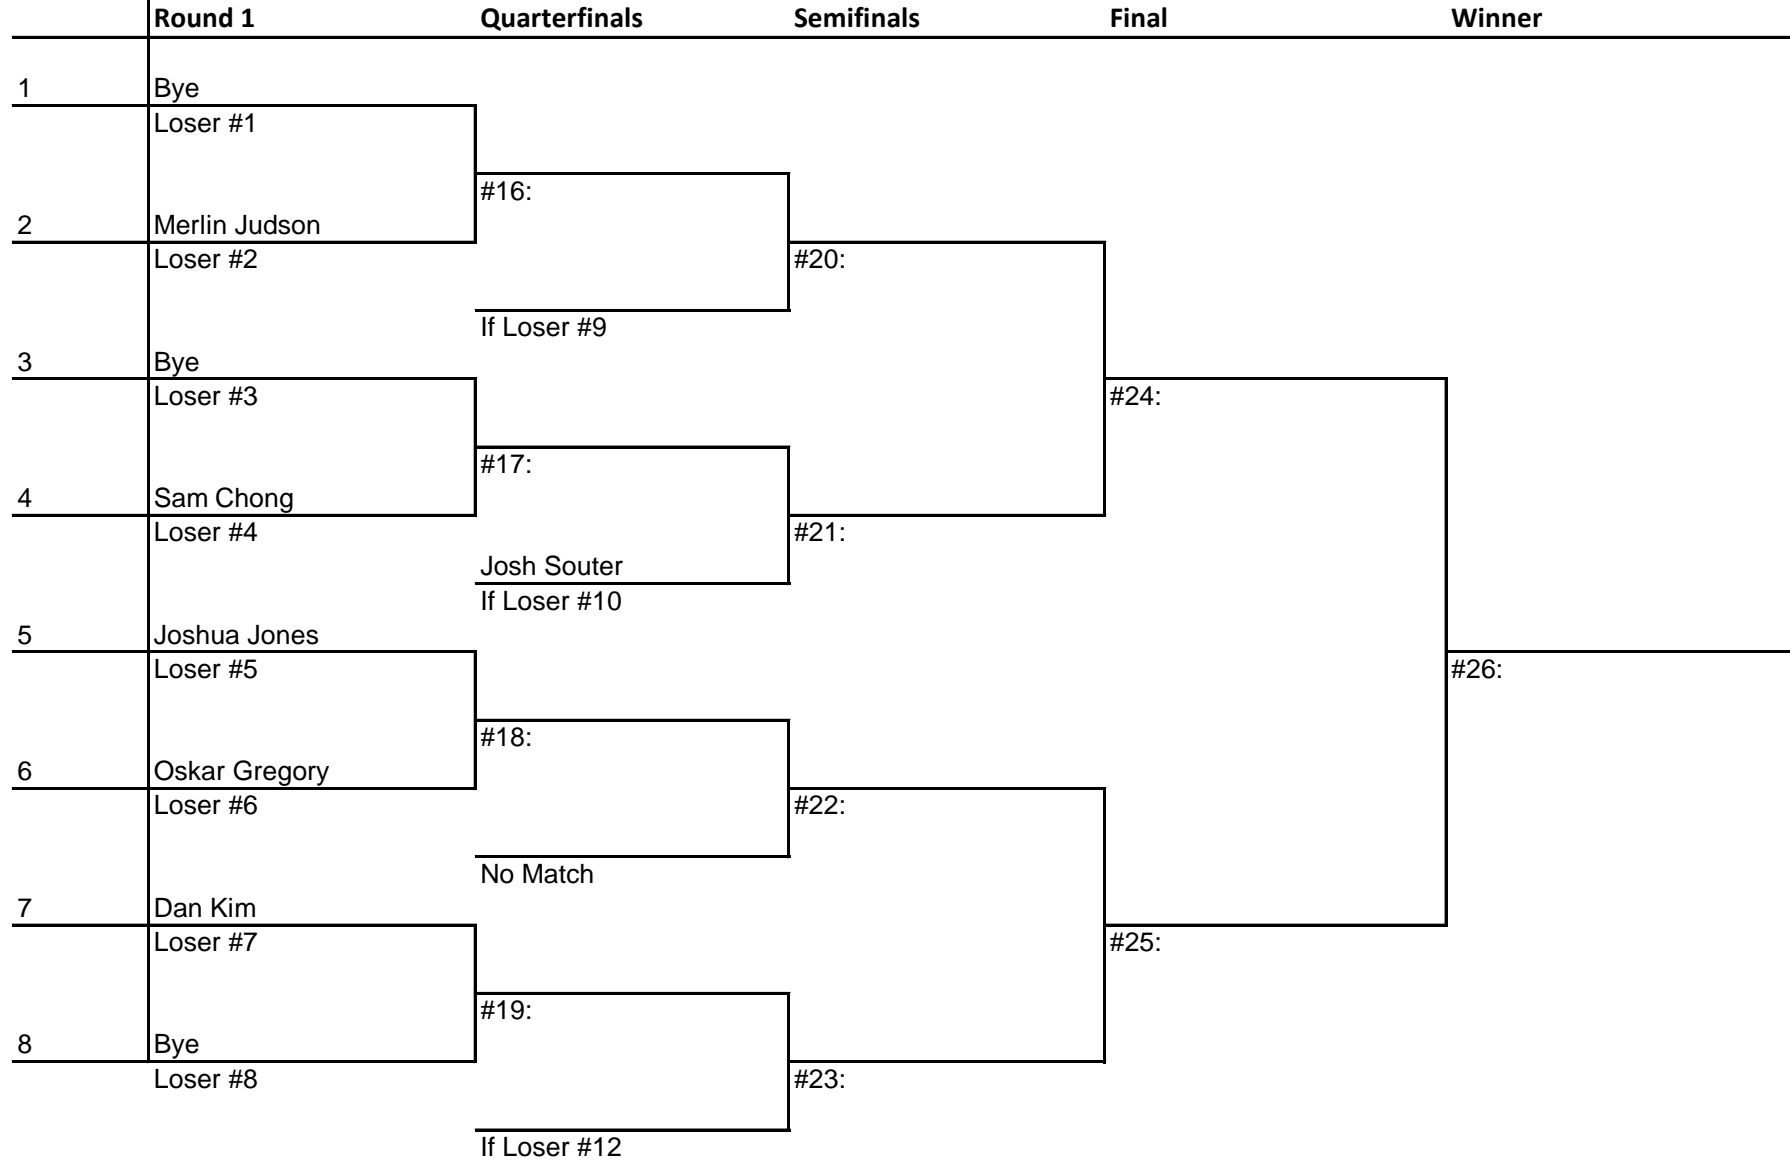 Round 1 Quarterfinals Semifinals Final Winner
1 Bye
Loser #1
#16:
2 Merlin Judson
Loser #2 #20:
If Loser #9
3 Bye
Loser #3 #24:
#17:
4 Sam Chong
Loser #4 #21:
Josh Souter
If Loser #10
5 Joshua Jones
Loser #5 #26:
#18:
6 Oskar Gregory
Loser #6 #22:
No Match
7 Dan Kim
Loser #7 #25:
#19:
8 Bye
Loser #8 #23:
If Loser #12